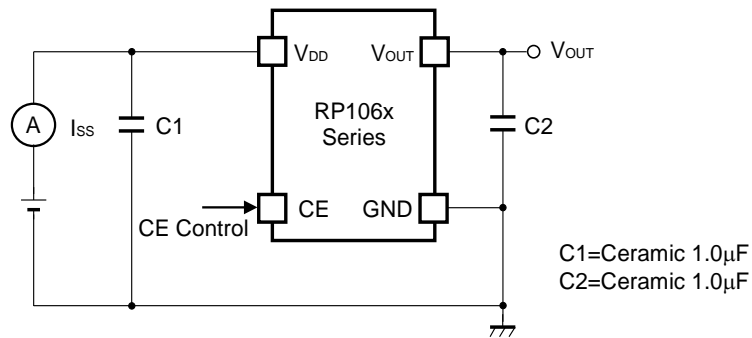 VDD VOUT VOUT
RP106x
Series
A ISS C1 C2
CE GND
CE Control
C1=Ceramic 1.0μF
C2=Ceramic 1.0μF